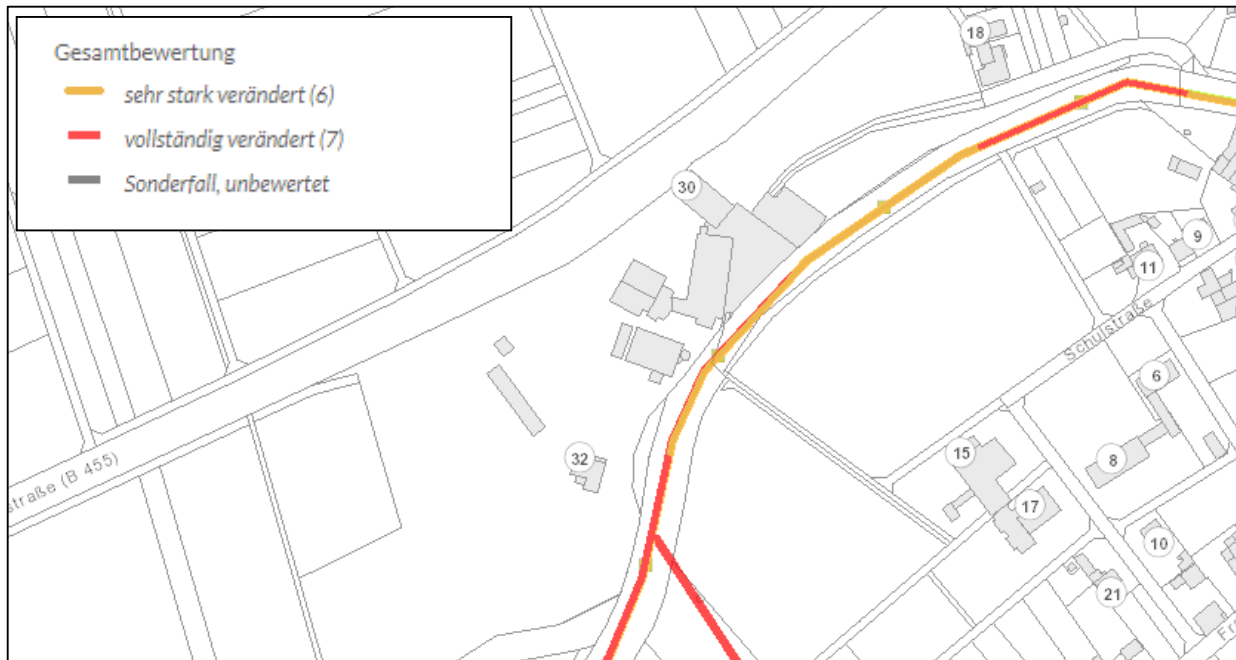 Gesamtbewertung
sehr stark verändert (6)
vollständig verändert (7)
Sonderfall, unbewertet
18
30
9
11
Schulstraße
6
straße (B 455)
32
15
8
17
10
21